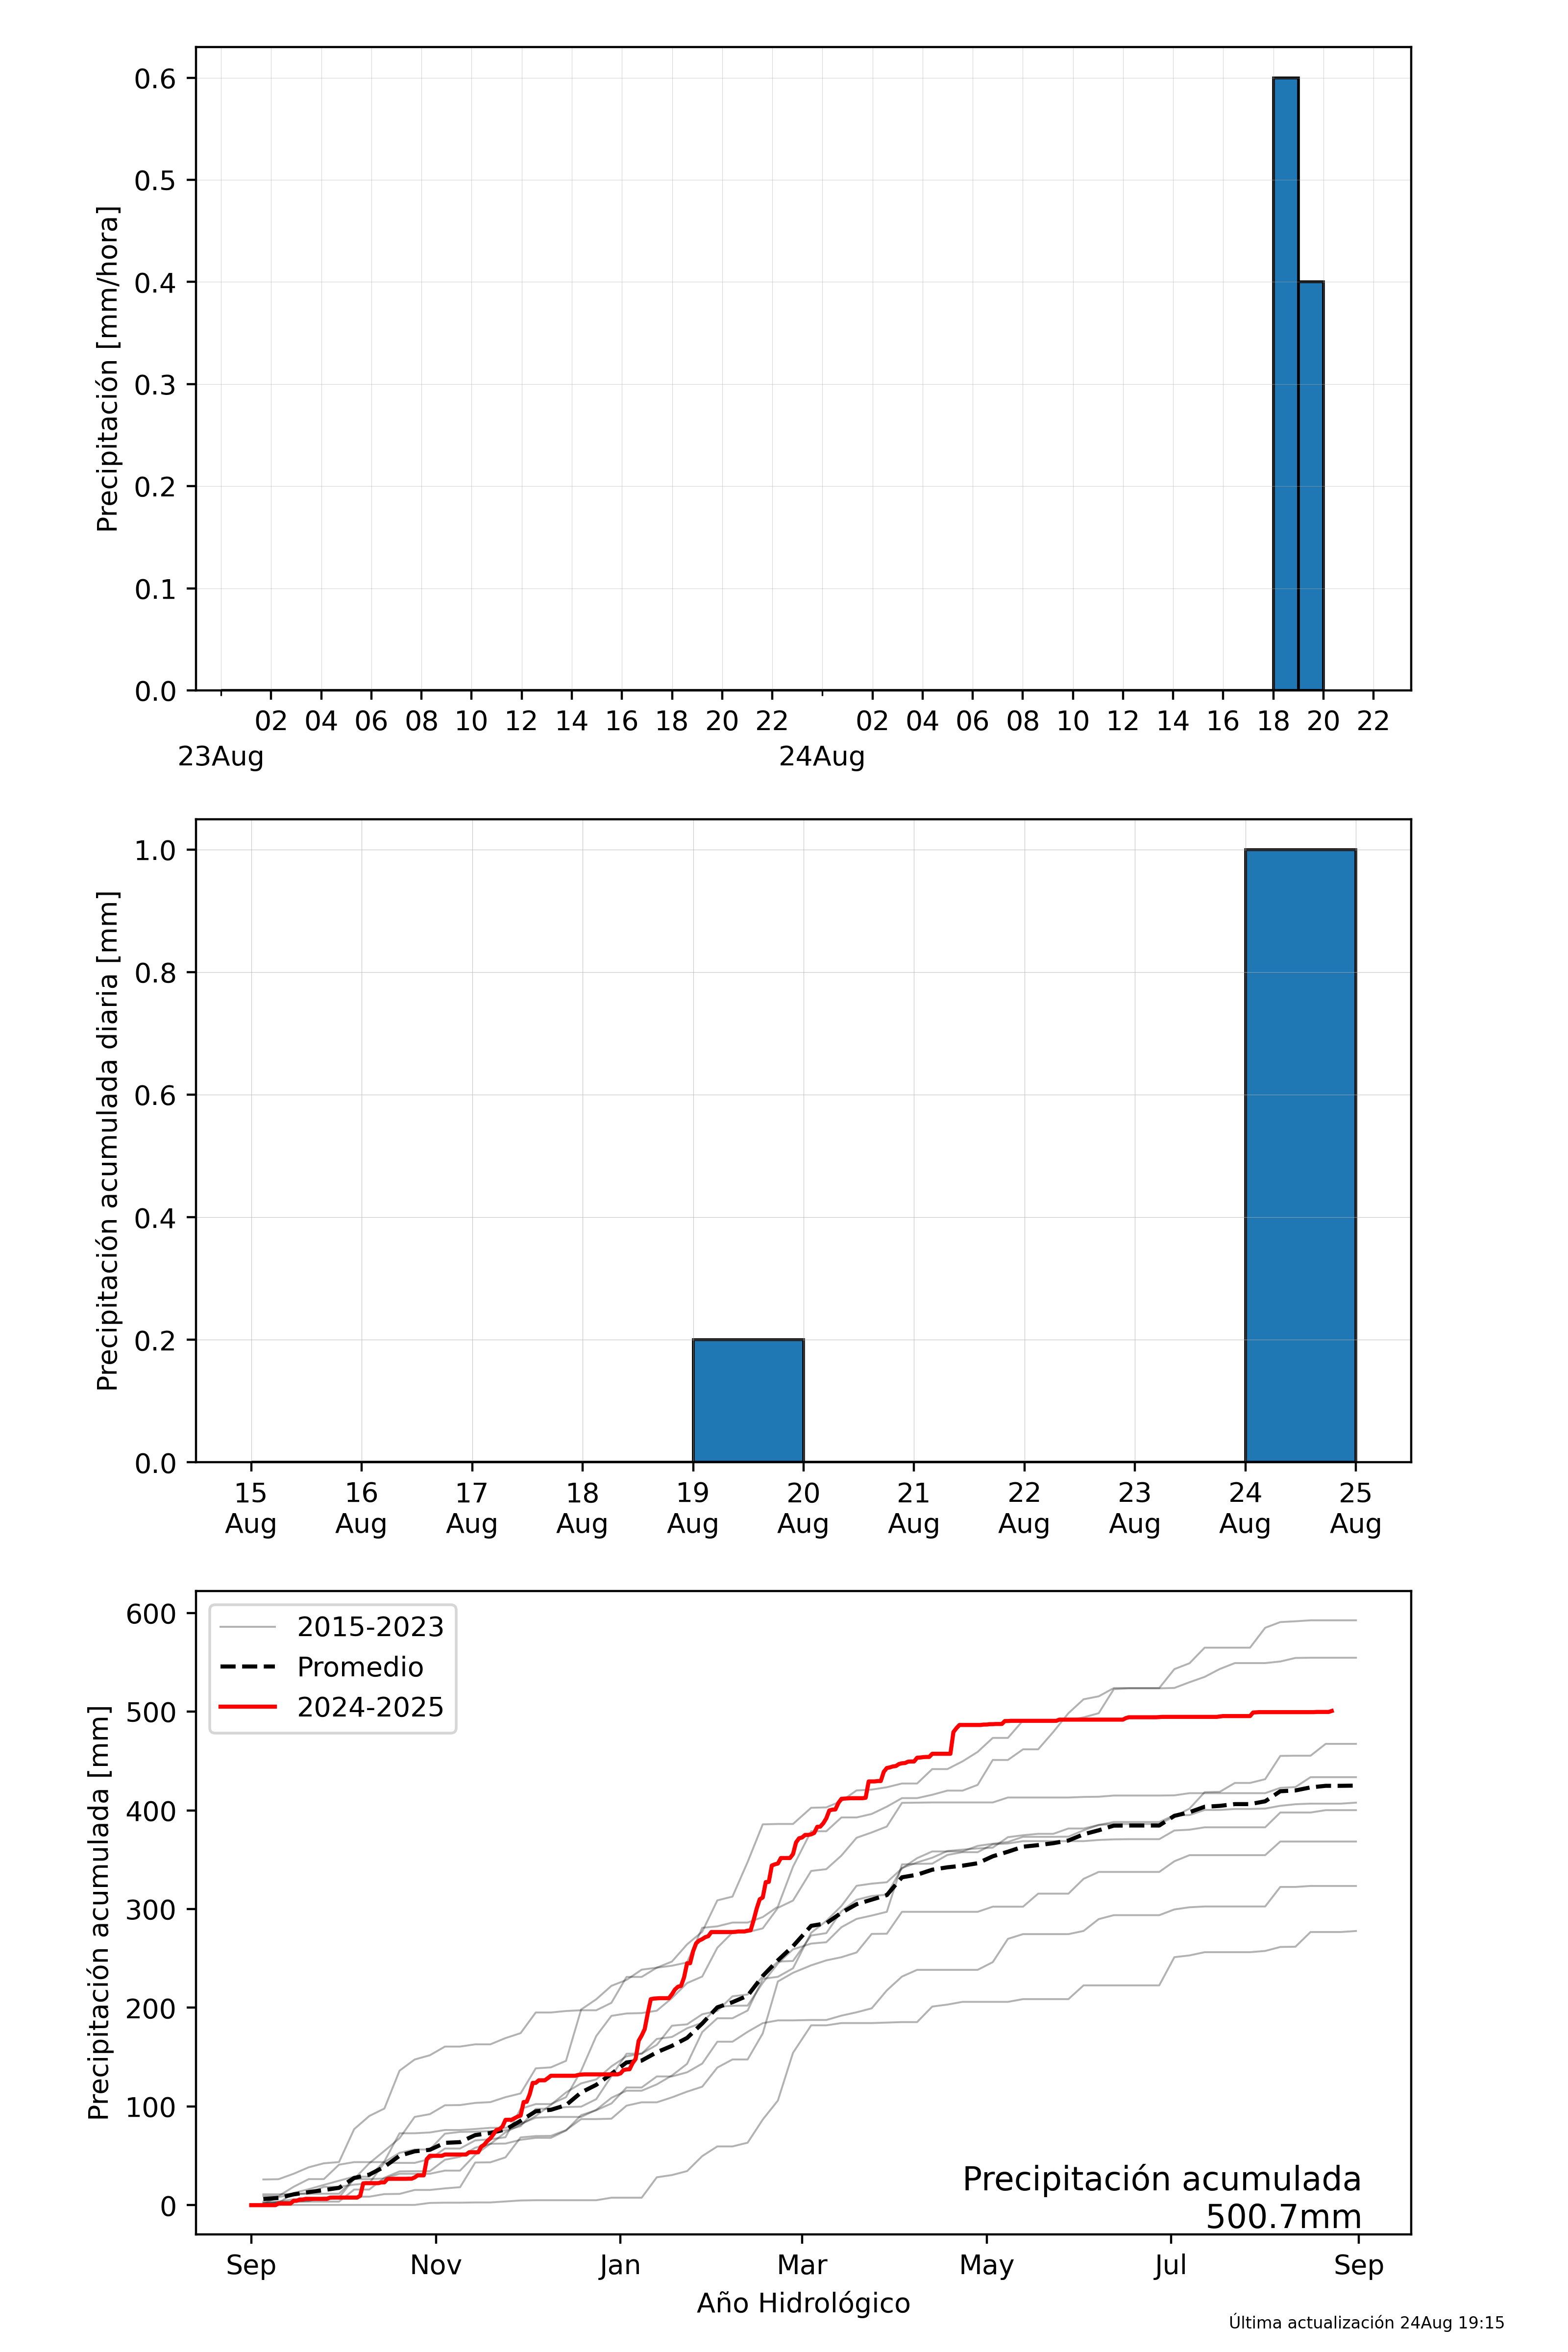 Precipitación [mm/hora]
0.6
0.5
0.4
0.3
0.2
0.1
0.0
02 04 06 08 10 12 14 16 18 20 22 02 04 06 08 10 12 14 16 18 20 22
23Aug 24Aug
Precipitación acumulada diaria [mm]
1.0
0.8
0.6
0.4
0.2
0.0
15 16 17 18 19 20 21 22 23 24 25
Aug Aug Aug Aug Aug Aug Aug Aug Aug Aug Aug
Precipitación acumulada [mm]
600
500
400
300
200
100
0
2015-2023
Promedio
2024-2025
Precipitación acumulada
500.7mm
Sep Nov Jan Mar May Jul Sep
Año Hidrológico
Última actualización 24Aug 19:15